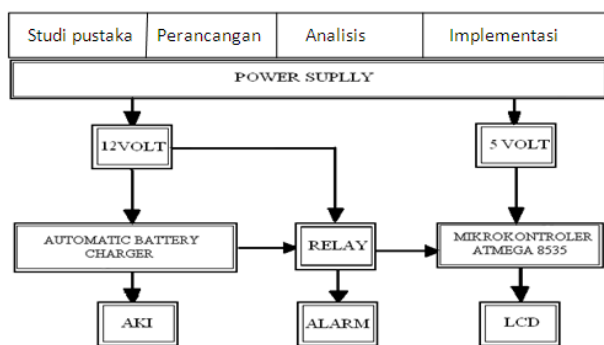 Studi pustaka
Perancangan
Analisis
Implementasi
POWER SUPLLY
12VOLT
5 VOLT
AUTOMATIC BATTERY
CHARGER
RELAY
MIKROKONTROLER
ATMEGA 8535
AKI
ALARM
LCD